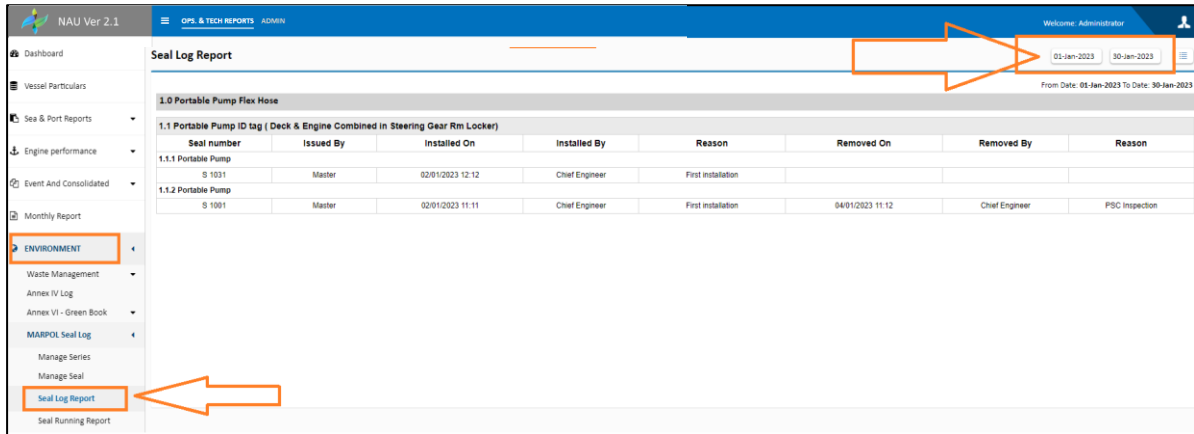 NAU Ver 2.1
OPS. & TECH REPORTS ADMIN
Welcome: Administrator
Dashboard
Vessel Particulars
Sea & Port Reports
Engine performance
Event And Consolidated
Monthly Report
ENVIRONMENT
Waste Management
Annex IV Log
Annex VI - Green Book
MARPOL Seal Log
Manage Series
Manage Seal
Seal Log Report
Seal Running Report
Seal Log Report
01-Jan-2023 30-Jan-2023
From Date: 01-Jan-2023 To Date: 30-Jan-2023
1.0 Portable Pump Flex Hose
1.1 Portable Pump ID tag ( Deck & Engine Combined in Steering Gear Rm Locker)
Seal number Issued By Installed On Installed By Reason Removed On Removed By Reason
1.1.1 Portable Pump
S 1031 Master 02/01/2023 12:12 Chief Engineer First installation
1.1.2 Portable Pump
S 1001 Master 02/01/2023 11:11 Chief Engineer First installation 04/01/2023 11:12 Chief Engineer PSC Inspection